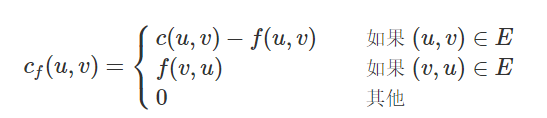 c_f(u, v) = { c(u, v) − f(u, v) 如果 (u, v) ∈ E
f(v, u) 如果 (v, u) ∈ E
0 其他